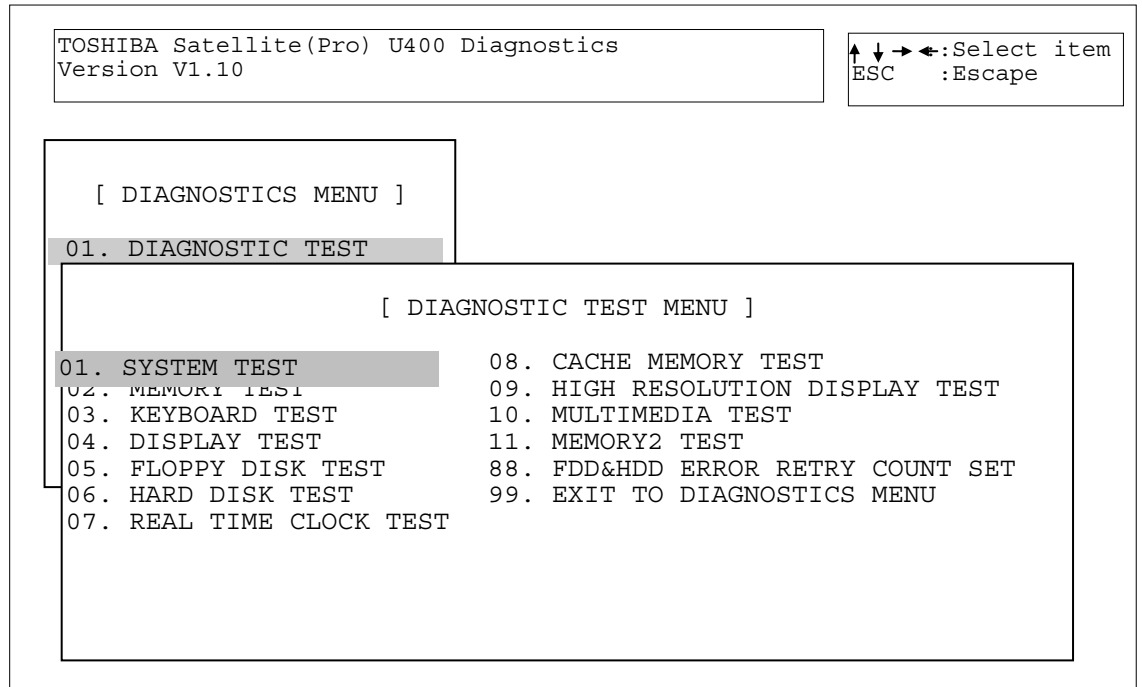 TOSHIBA Satellite(Pro) U400 Diagnostics
Version V1.10
↑ ↓ → ←:Select item
ESC :Escape
[ DIAGNOSTICS MENU ]
01. DIAGNOSTIC TEST
[ DIAGNOSTIC TEST MENU ]
01. SYSTEM TEST
02. MEMORY TEST
03. KEYBOARD TEST
04. DISPLAY TEST
05. FLOPPY DISK TEST
06. HARD DISK TEST
07. REAL TIME CLOCK TEST
08. CACHE MEMORY TEST
09. HIGH RESOLUTION DISPLAY TEST
10. MULTIMEDIA TEST
11. MEMORY2 TEST
88. FDD&HDD ERROR RETRY COUNT SET
99. EXIT TO DIAGNOSTICS MENU